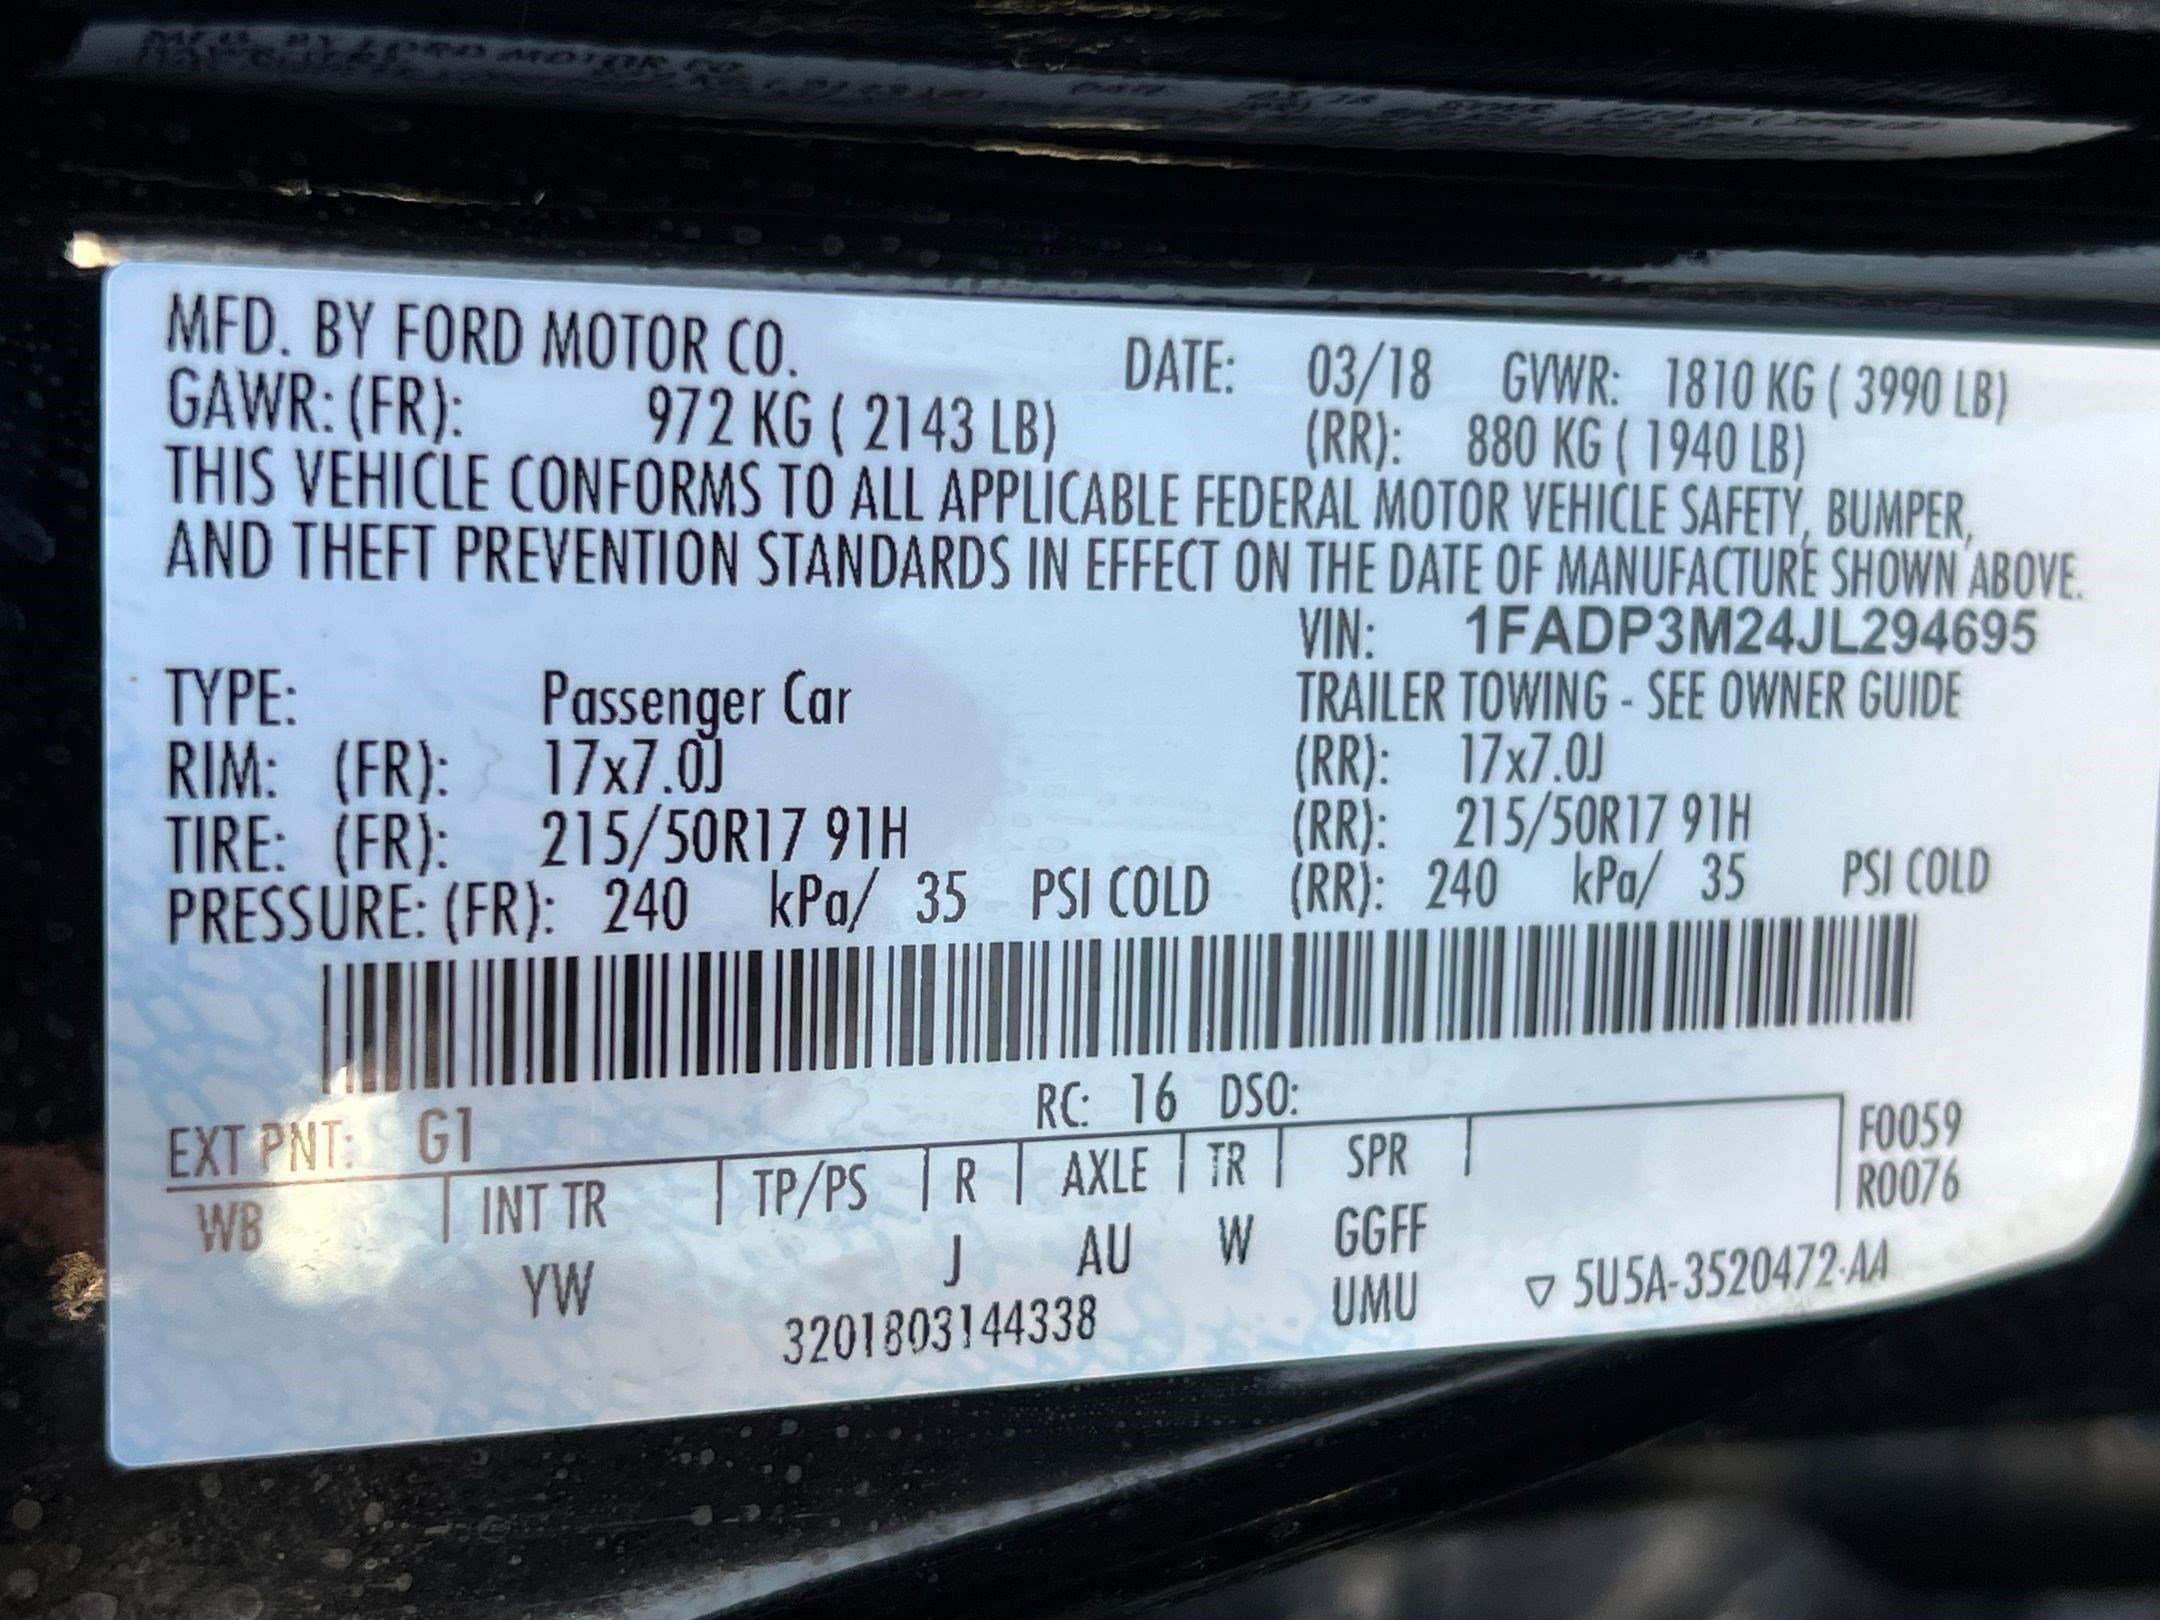 MFD. BY FORD MOTOR CO. DATE: 03/18 GVWR: 1810 KG ( 3990 LB)
GAWR: (FR): 972 KG ( 2143 LB) (RR): 880 KG ( 1940 LB)
THIS VEHICLE CONFORMS TO ALL APPLICABLE FEDERAL MOTOR VEHICLE SAFETY, BUMPER,
AND THEFT PREVENTION STANDARDS IN EFFECT ON THE DATE OF MANUFACTURE SHOWN ABOVE.
VIN: 1FADP3M24JL294695
TYPE: Passenger Car TRAILER TOWING - SEE OWNER GUIDE
RIM: (FR): 17x7.0J (RR): 17x7.0J
TIRE: (FR): 215/50R17 91H (RR): 215/50R17 91H
PRESSURE: (FR): 240 kPa/ 35 PSI COLD (RR): 240 kPa/ 35 PSI COLD
RC: 16 DSO:
EXT PNT: G1 F0059
WB INT TR TP/PS R AXLE TR SPR R0076
YW J AU W GGFF
3201803144338 UMU 5U5A-3520472-AA